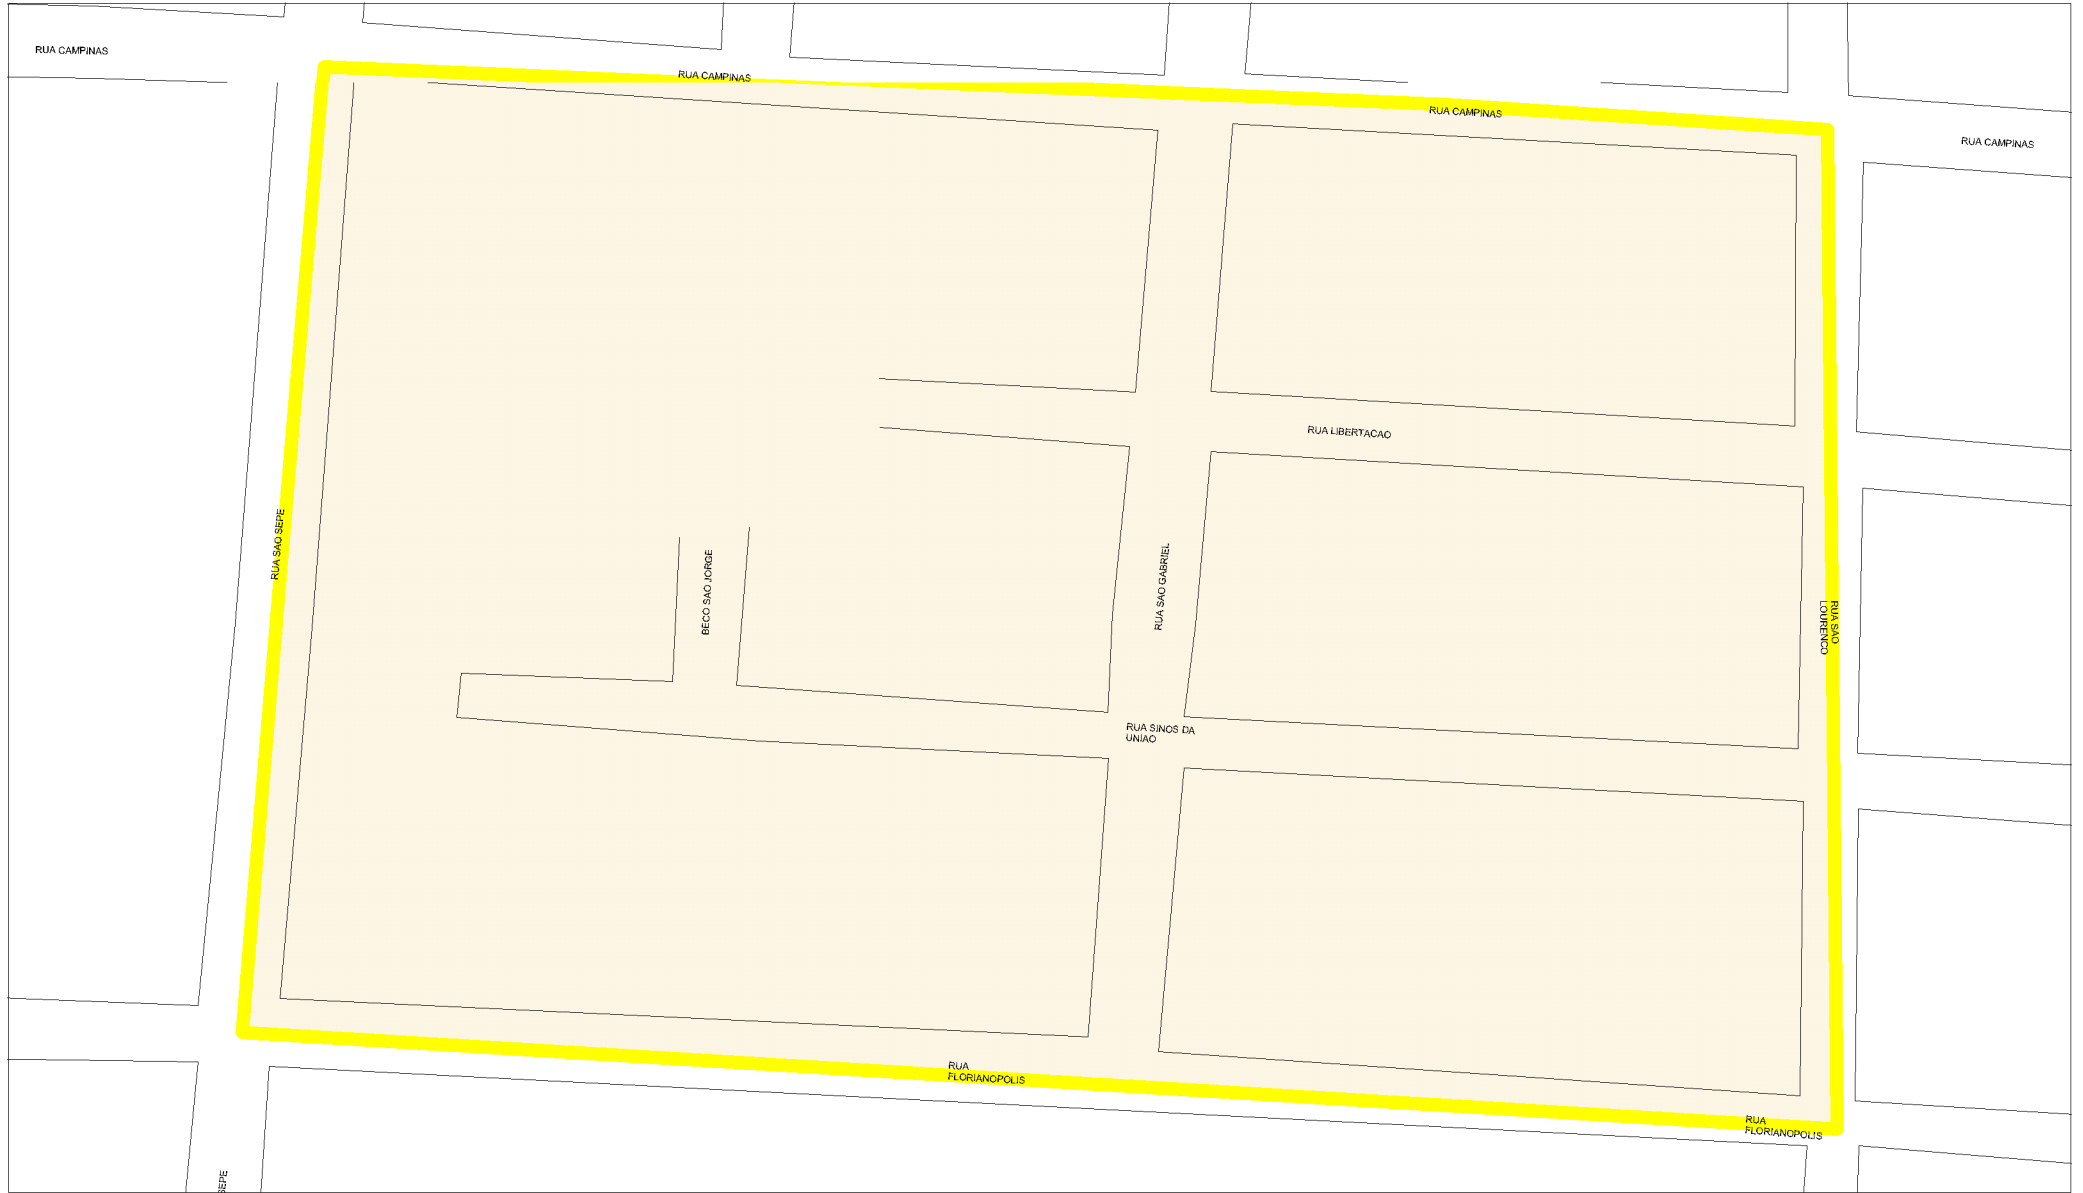 RUA CAMPINAS
RUA CAMPINAS
RUA CAMPINAS
RUA CAMPINAS
RUA LIBERTACAO
RUA SAO SEPE
BECO SAO JORGE
RUA SAO GABRIEL
RUA SAO
LOURENCO
RUA SINOS DA
UNIAO
RUA
FLORIANOPOLIS
RUA
FLORIANOPOLIS
SEPE